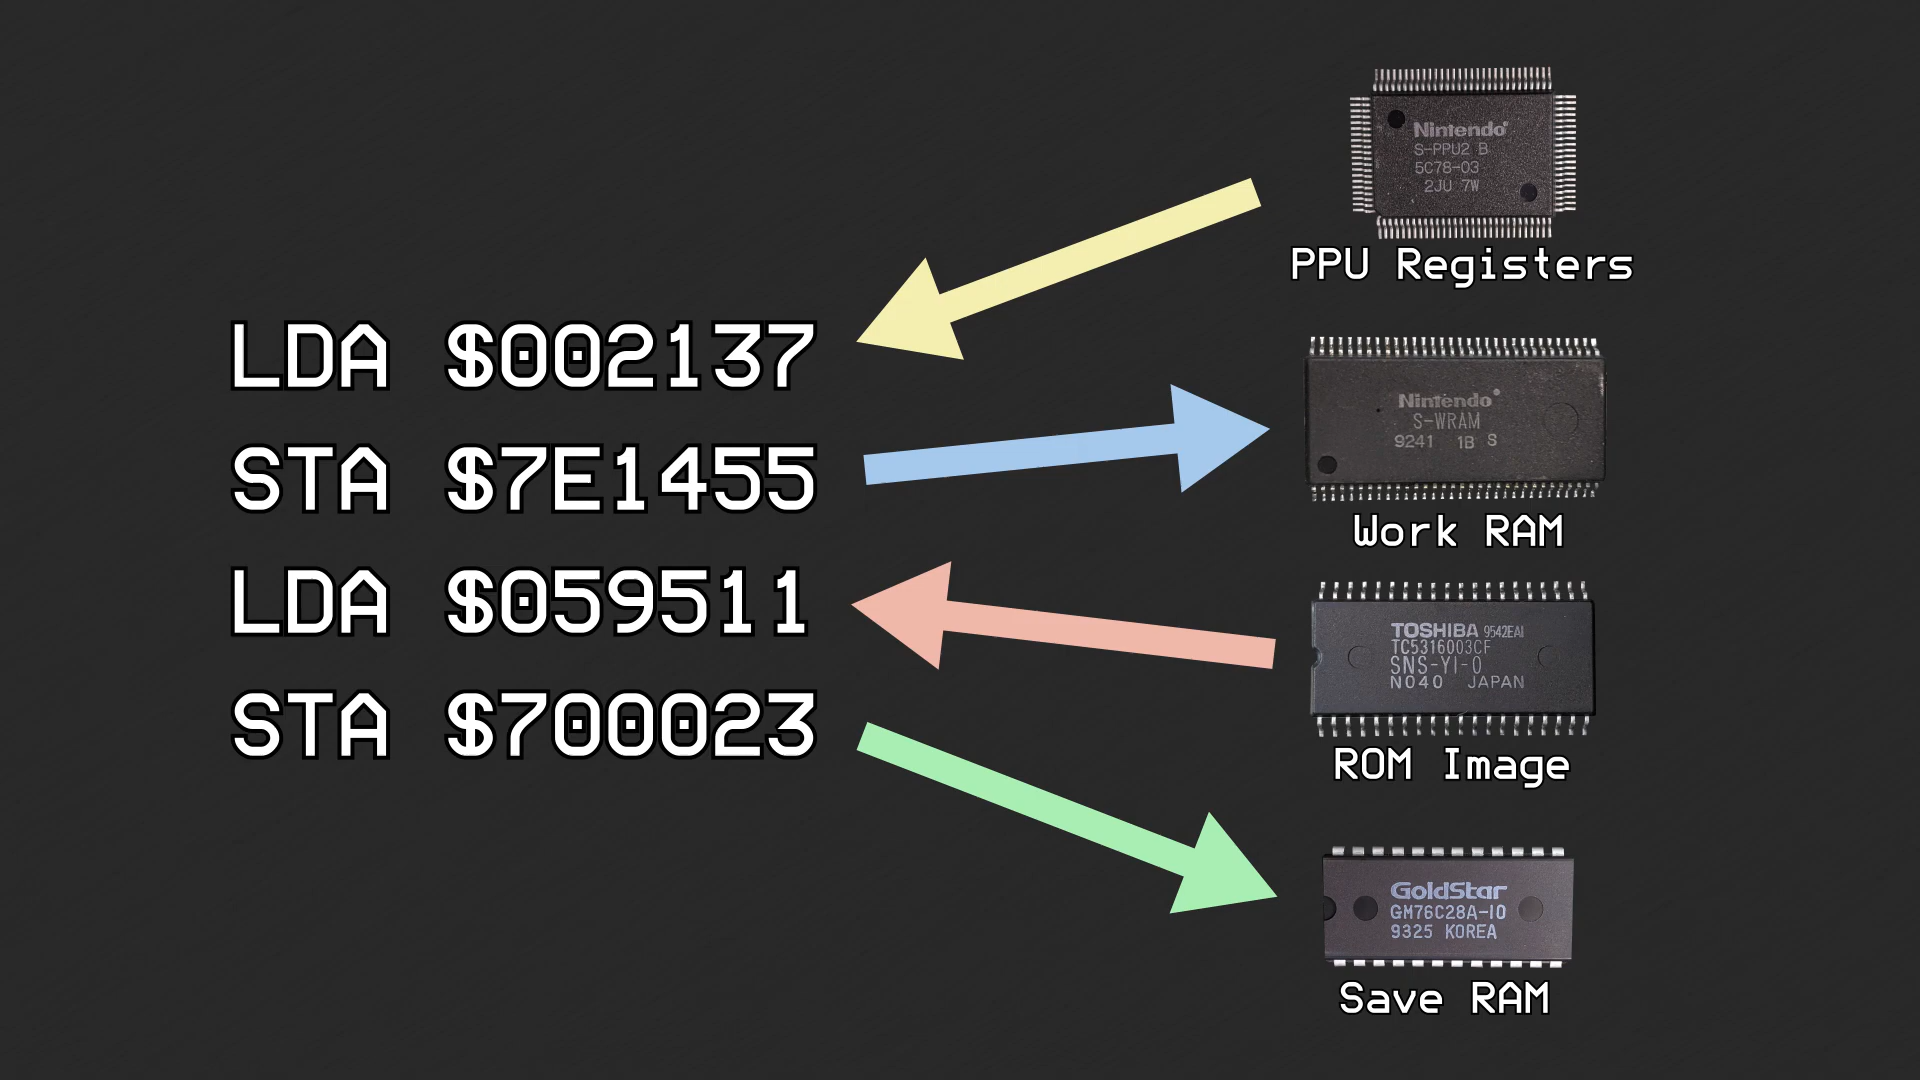 LDA $002137
STA $7E1455
LDA $059511
STA $700023
Nintendo
S-PPU2 B
5C78-03
2JU 7W
PPU Registers
Nintendo
S-WRAM
9241 1B S
Work RAM
TOSHIBA 9542EAI
TC5316003CF
SNS-YI-0
N040 JAPAN
ROM Image
GoldStar
GM76C28A-10
9325 KOREA
Save RAM